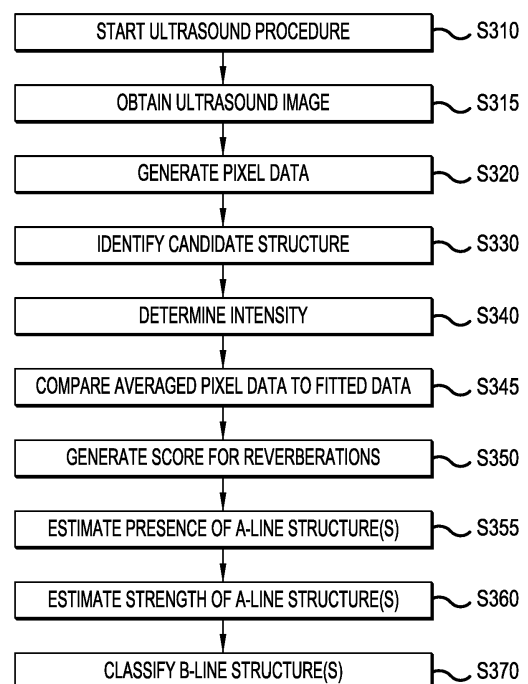 START ULTRASOUND PROCEDURE S310
OBTAIN ULTRASOUND IMAGE S315
GENERATE PIXEL DATA S320
IDENTIFY CANDIDATE STRUCTURE S330
DETERMINE INTENSITY S340
COMPARE AVERAGED PIXEL DATA TO FITTED DATA S345
GENERATE SCORE FOR REVERBERATIONS S350
ESTIMATE PRESENCE OF A-LINE STRUCTURE(S) S355
ESTIMATE STRENGTH OF A-LINE STRUCTURE(S) S360
CLASSIFY B-LINE STRUCTURE(S) S370